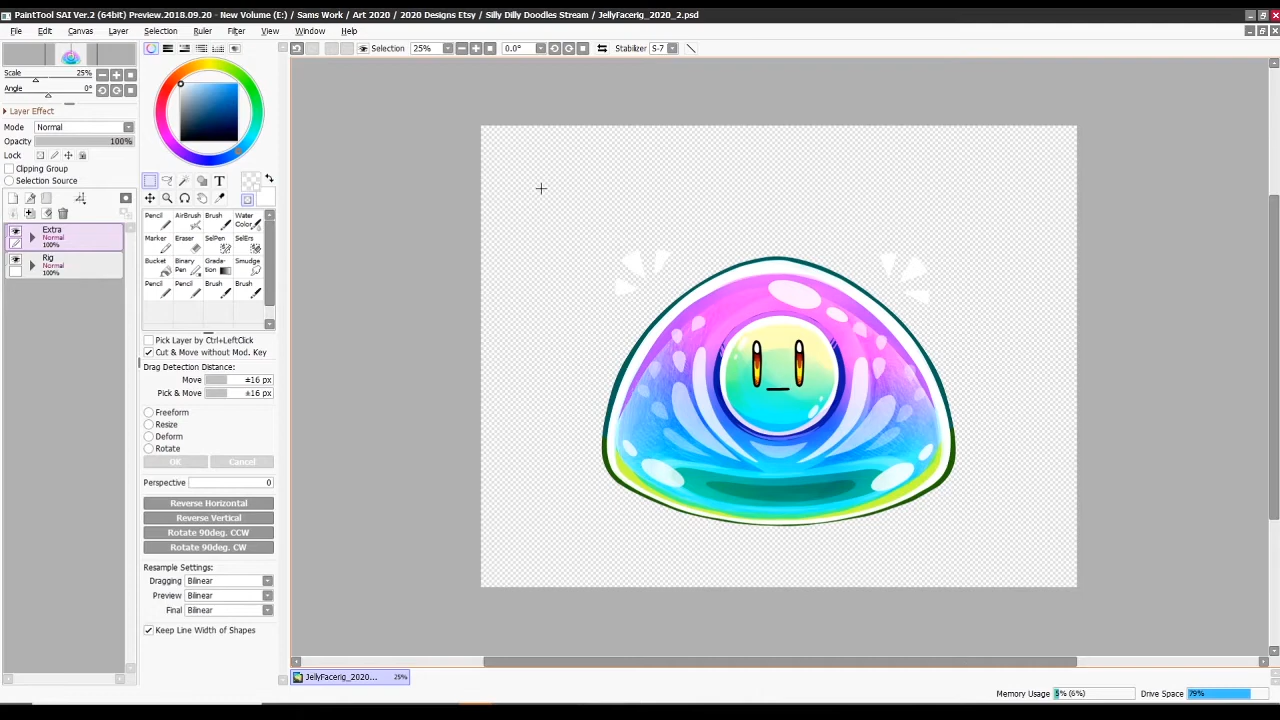 PaintTool SAI Ver.2 (64bit) Preview.2018.09.20 - New Volume (E:) / Sams Work / Art 2020 / 2020 Designs Etsy / Silly Dilly Doodles Stream / JellyFacerig_2020_2.psd
File Edit Canvas Layer Selection Ruler Filter View Window Help
Selection 25% 0.0° Stabilizer S-7
Scale 25%
Angle 0°
Layer Effect
Mode Normal
Opacity 100%
Lock
Clipping Group
Selection Source
Extra
Normal
100%
Rig
Normal
100%
T
Pencil AirBrush Brush Water Color
Marker Eraser SelPen SelErs
Bucket Binary Pen Grada-tion Smudge
Pencil Pencil Brush Brush
Pick Layer by Ctrl+LeftClick
Cut & Move without Mod. Key
Drag Detection Distance:
Move ±16 px
Pick & Move ±16 px
Freeform
Resize
Deform
Rotate
OK Cancel
Perspective 0
Reverse Horizontal
Reverse Vertical
Rotate 90deg. CCW
Rotate 90deg. CW
Resample Settings:
Dragging Bilinear
Preview Bilinear
Final Bilinear
Keep Line Width of Shapes
JellyFacerig_2020... 25%
Memory Usage 5% (6%) Drive Space 79%